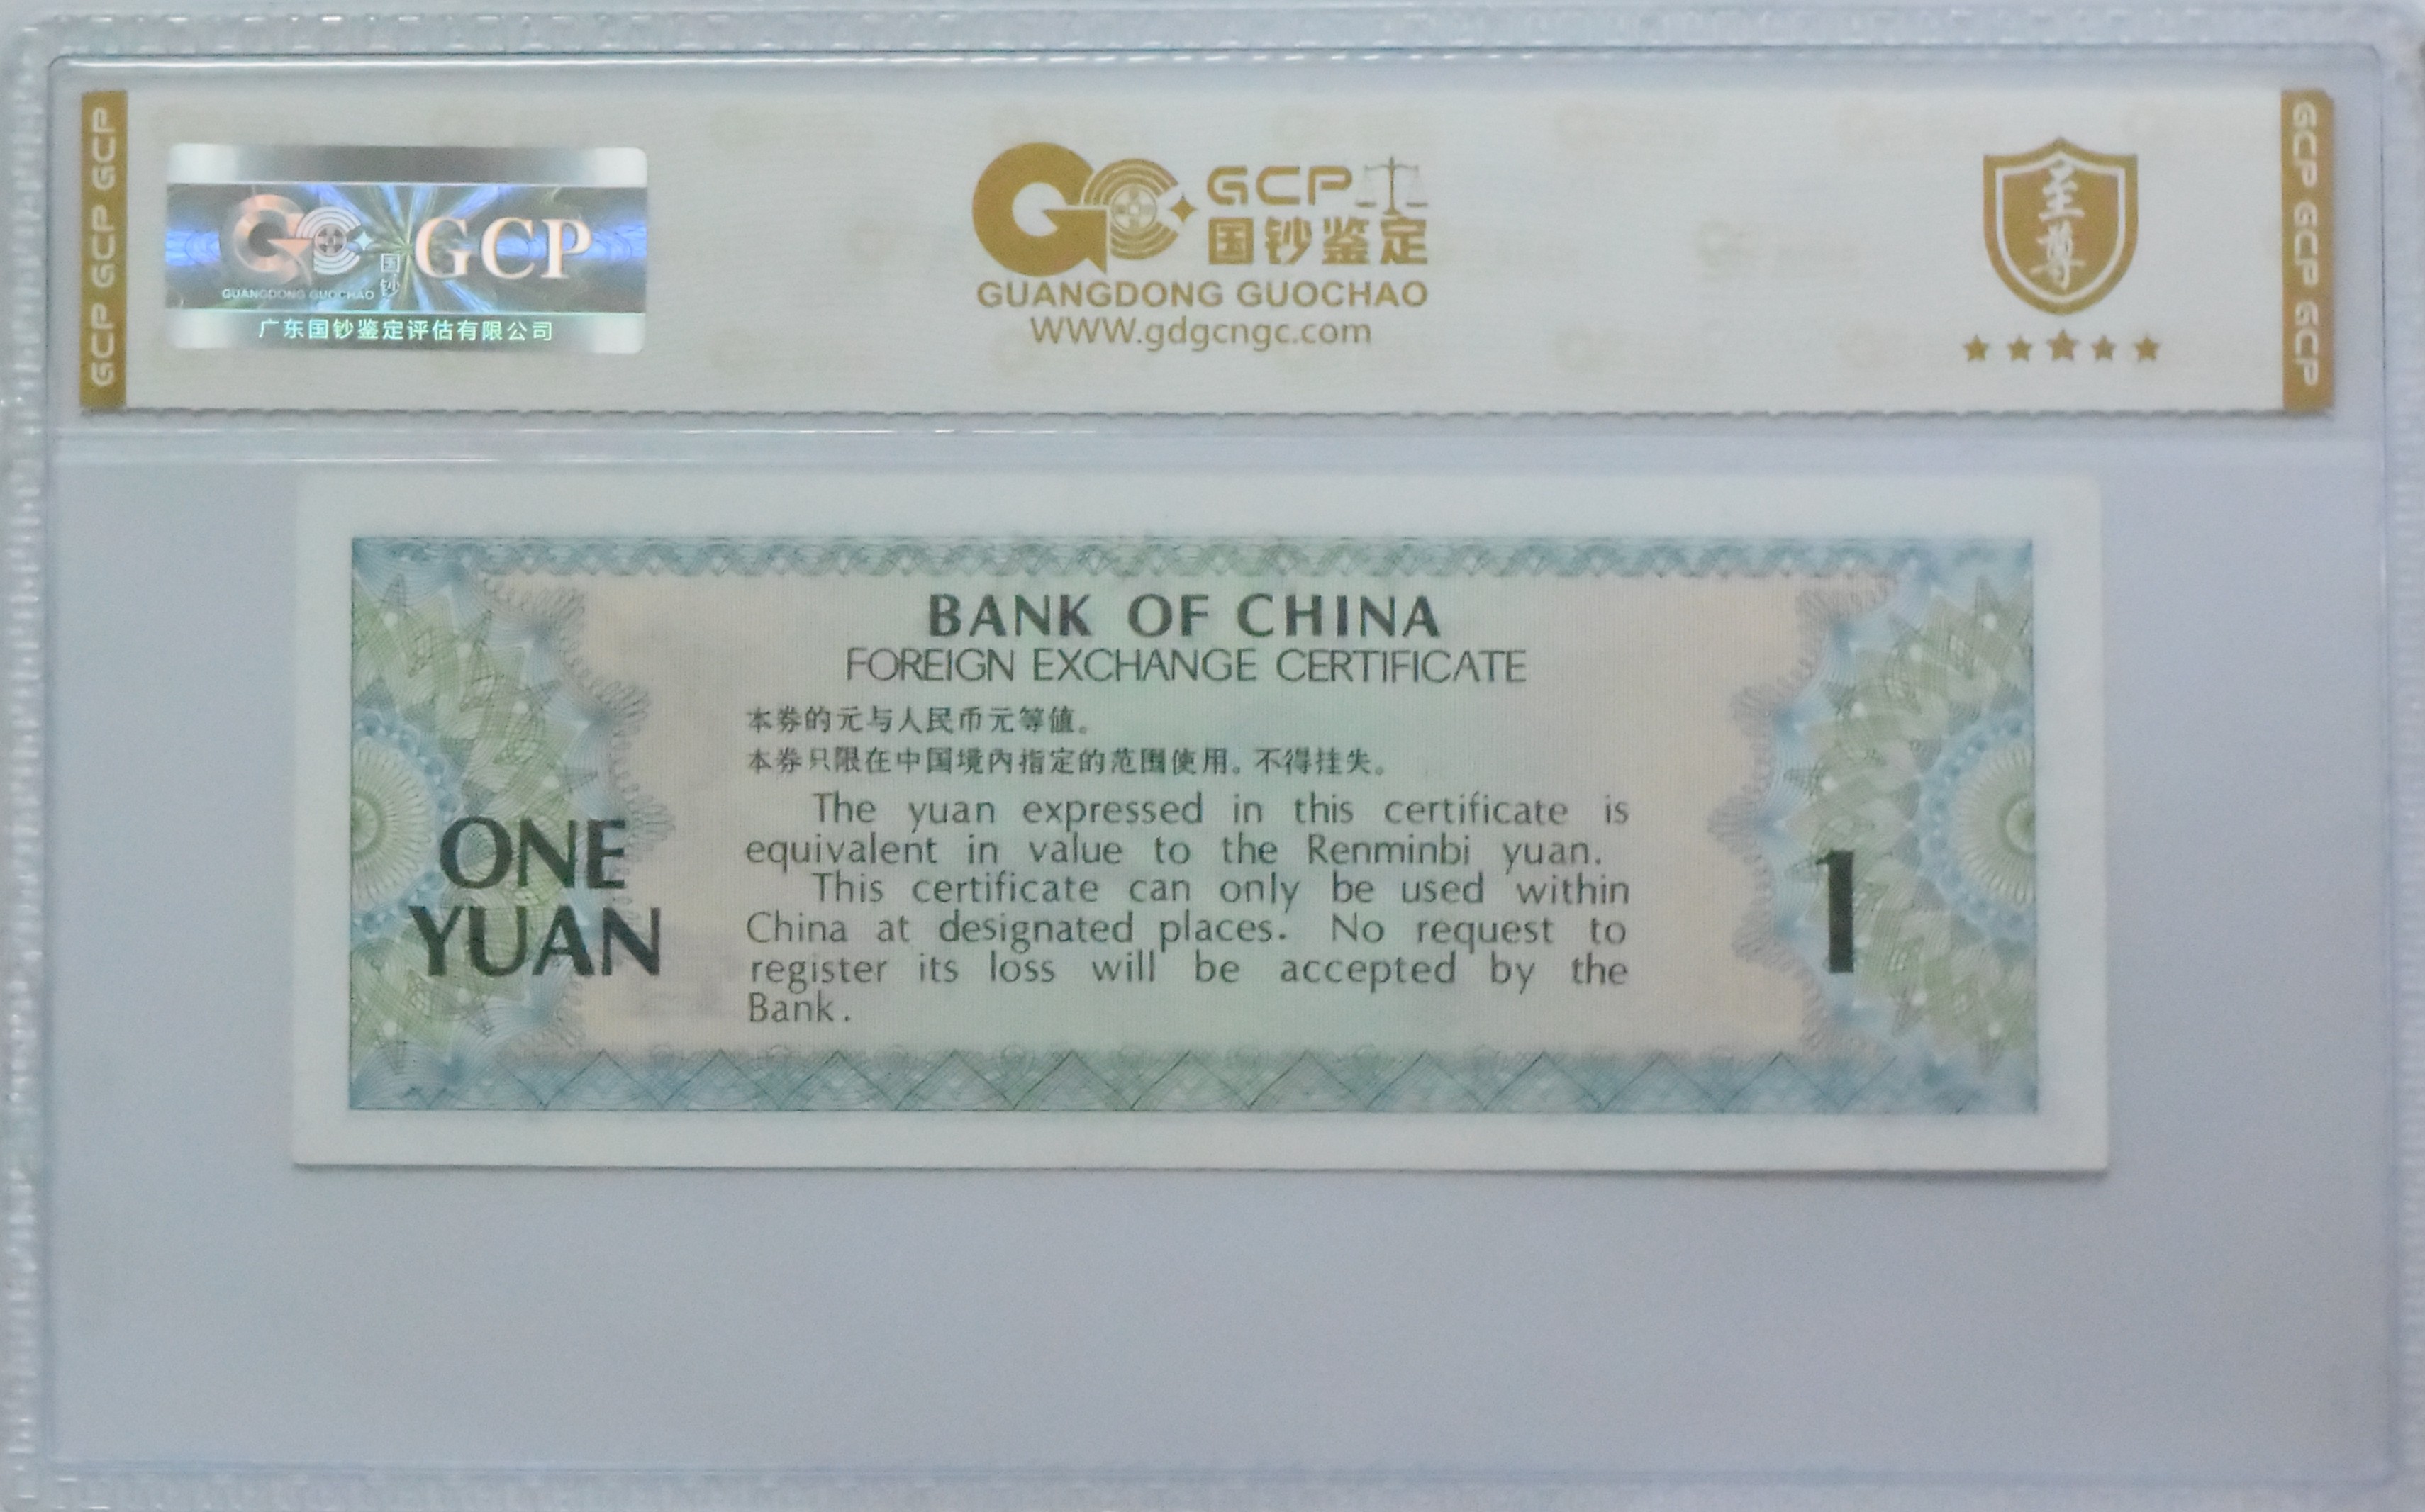 GCP GCP GCP
GCP
国
钞
GUANGDONG GUOCHAO
广东国钞鉴定评估有限公司
GCP
国钞鉴定
GUANGDONG GUOCHAO
WWW.gdgcngc.com
至
尊
GCP GCP GCP
BANK OF CHINA
FOREIGN EXCHANGE CERTIFICATE
本券的元与人民币元等值。
本券只限在中国境内指定的范围使用。不得挂失。
The yuan expressed in this certificate is
equivalent in value to the Renminbi yuan.
This certificate can only be used within
China at designated places. No request to
register its loss will be accepted by the
Bank.
ONE
YUAN
1